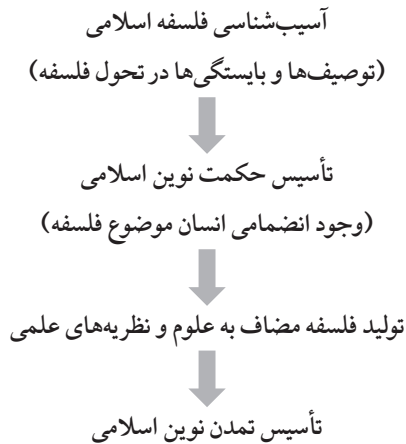 آسیب‌شناسی فلسفه اسلامی
(توصیف‌ها و بایستگی‌ها در تحول فلسفه)
تأسیس حکمت نوین اسلامی
(وجود انضمامی انسان موضوع فلسفه)
تولید فلسفه مضاف به علوم و نظریه‌های علمی
تأسیس تمدن نوین اسلامی